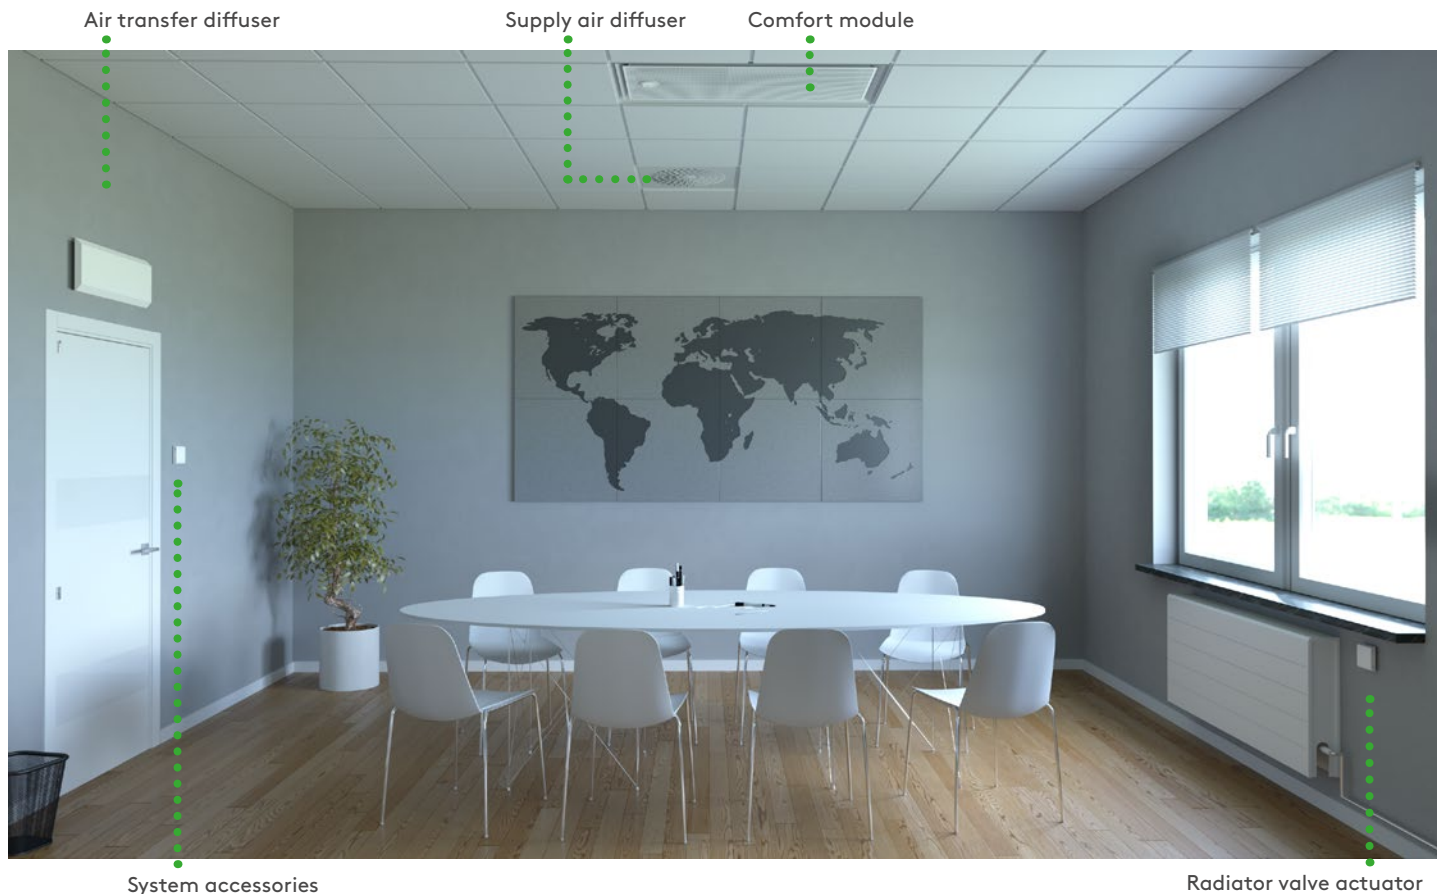 Air transfer diffuser
Supply air diffuser
Comfort module
System accessories
Radiator valve actuator